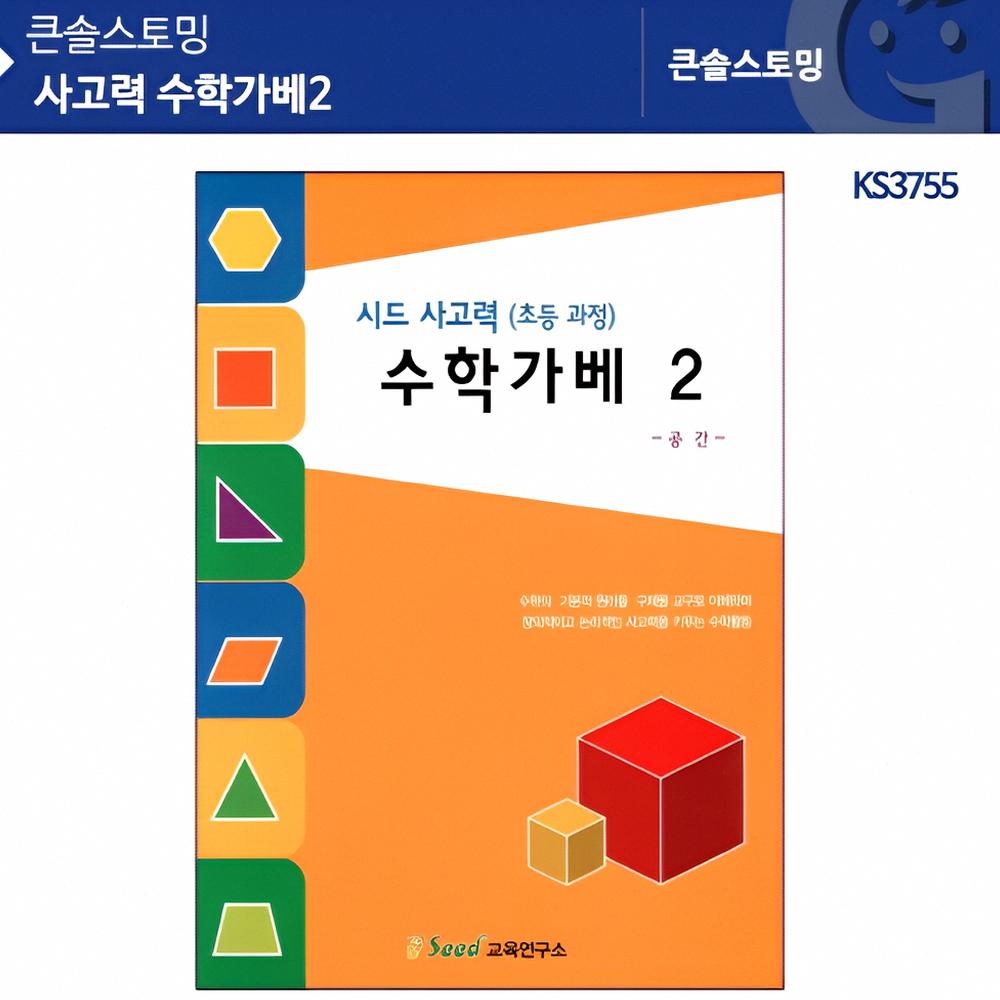 큰솔스토밍
사고력 수학가베2
큰솔스토밍
KS3755
시드 사고력 (초등 과정)
수학가베 2
- 공 간 -
Seed 교육연구소